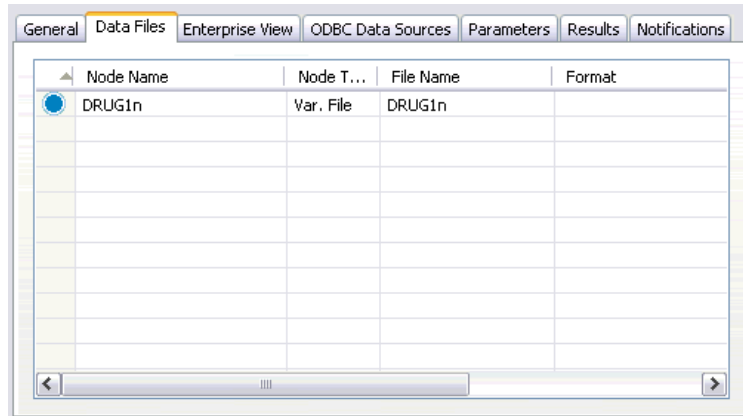 General Data Files Enterprise View ODBC Data Sources Parameters Results Notifications
Node Name Node T... File Name Format
DRUG1n Var. File DRUG1n